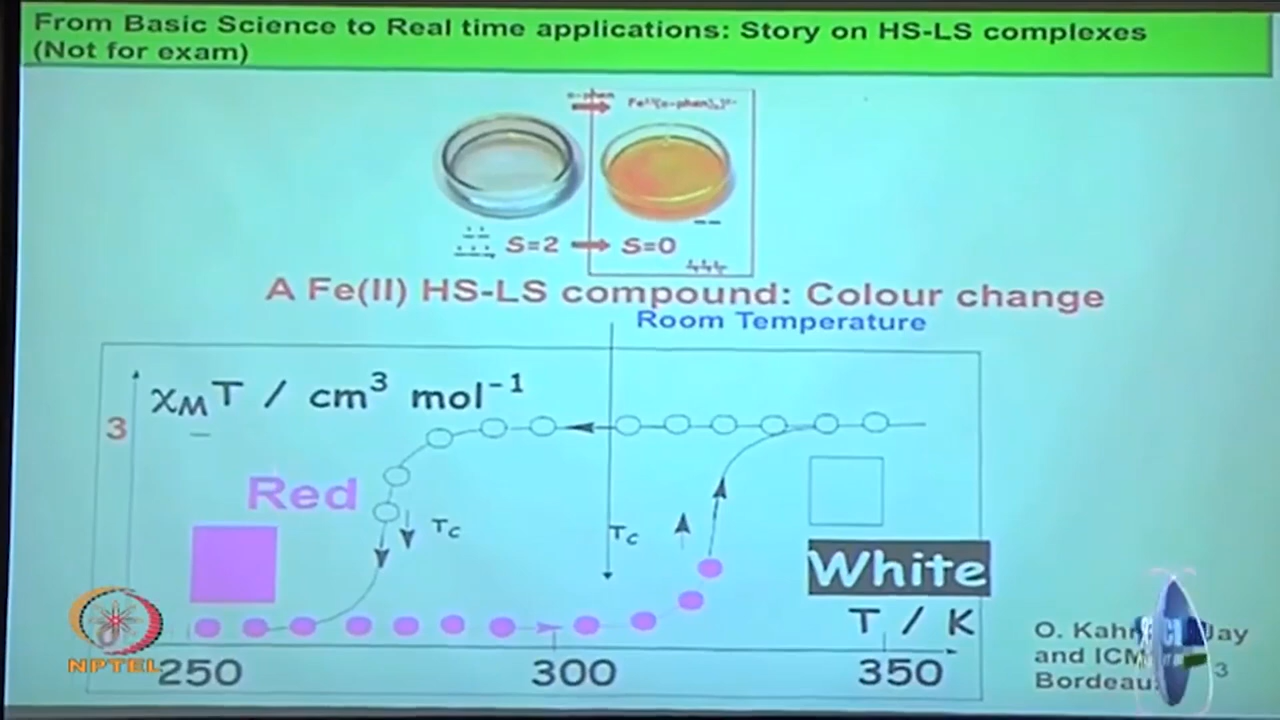 From Basic Science to Real time applications: Story on HS-LS complexes
(Not for exam)
o-phen
S=2
S=0
A Fe(II) HS-LS compound: Colour change
Room Temperature
χMT / cm³ mol⁻¹
3
Red
Tc
Tc
White
T / K
250
300
350
O. Kahn
and ICM
Bordeau
3
NPTEL